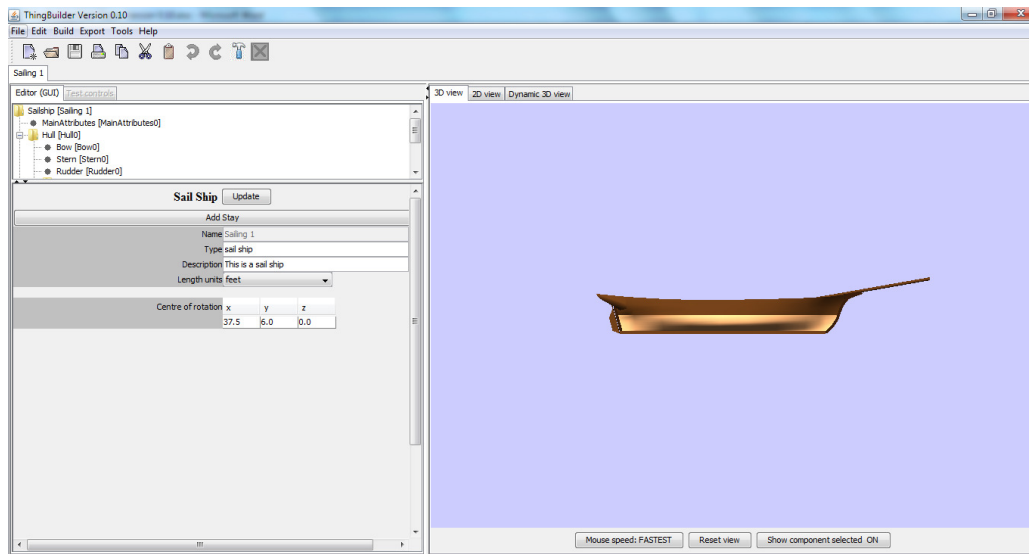 ThingBuilder Version 0.10
File Edit Build Export Tools Help
Sailing 1
Editor (GUI) Test controls
Sailship [Sailing 1]
MainAttributes [MainAttributes0]
Hull [Hull0]
Bow [Bow0]
Stern [Stern0]
Rudder [Rudder0]
Sail Ship Update
Add Stay
Name Sailing 1
Type sail ship
Description This is a sail ship
Length units feet
Centre of rotation x y z
37.5 6.0 0.0
3D view 2D view Dynamic 3D view
Mouse speed: FASTEST Reset view Show component selected ON